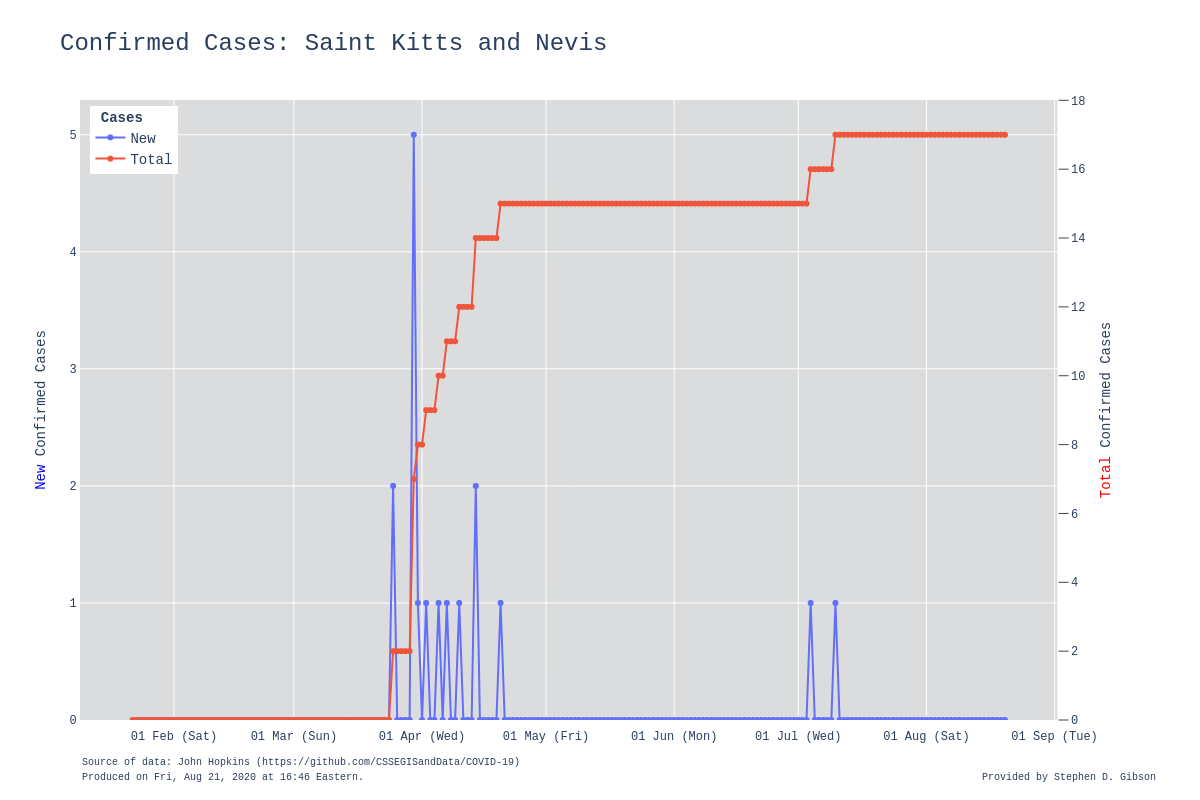 Confirmed Cases: Saint Kitts and Nevis
Cases
New
Total
5
4
3
2
1
0
18
16
14
12
10
8
6
4
2
0
New Confirmed Cases
Total Confirmed Cases
01 Feb (Sat)
01 Mar (Sun)
01 Apr (Wed)
01 May (Fri)
01 Jun (Mon)
01 Jul (Wed)
01 Aug (Sat)
01 Sep (Tue)
Source of data: John Hopkins (https://github.com/CSSEGISandData/COVID-19)
Produced on Fri, Aug 21, 2020 at 16:46 Eastern.
Provided by Stephen D. Gibson